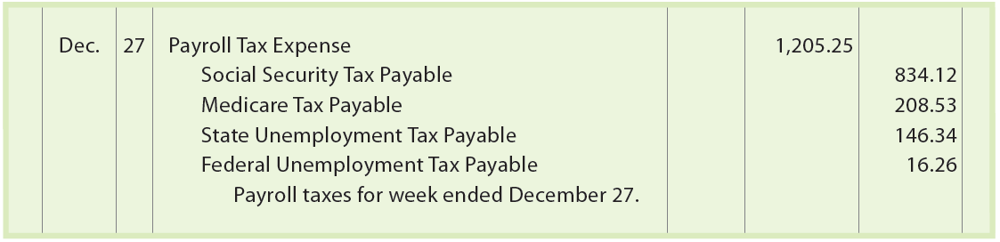 Dec. 27 Payroll Tax Expense 1,205.25
Social Security Tax Payable 834.12
Medicare Tax Payable 208.53
State Unemployment Tax Payable 146.34
Federal Unemployment Tax Payable 16.26
Payroll taxes for week ended December 27.